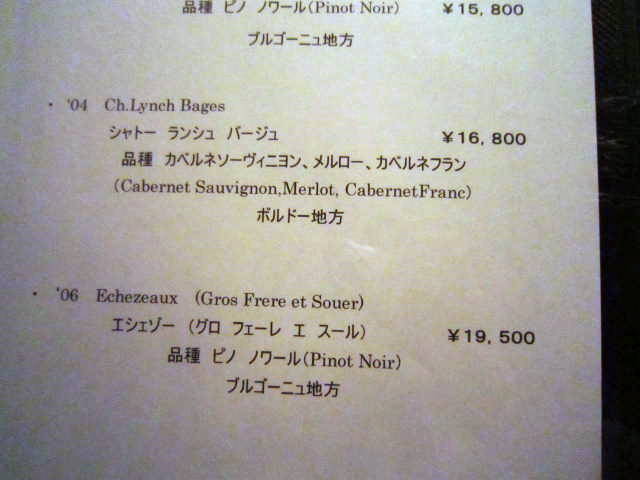 品種 ピノ ノワール(Pinot Noir) ￥15,800
ブルゴーニュ地方
・ '04 Ch.Lynch Bages
シャトー ランシュ バージュ ￥16,800
品種 カベルネソーヴィニヨン、メルロー、カベルネフラン
(Cabernet Sauvignon,Merlot, CabernetFranc)
ボルドー地方
・ '06 Echezeaux (Gros Frere et Souer)
エシェゾー (グロ フェーレ エ スール) ￥19,500
品種 ピノ ノワール(Pinot Noir)
ブルゴーニュ地方